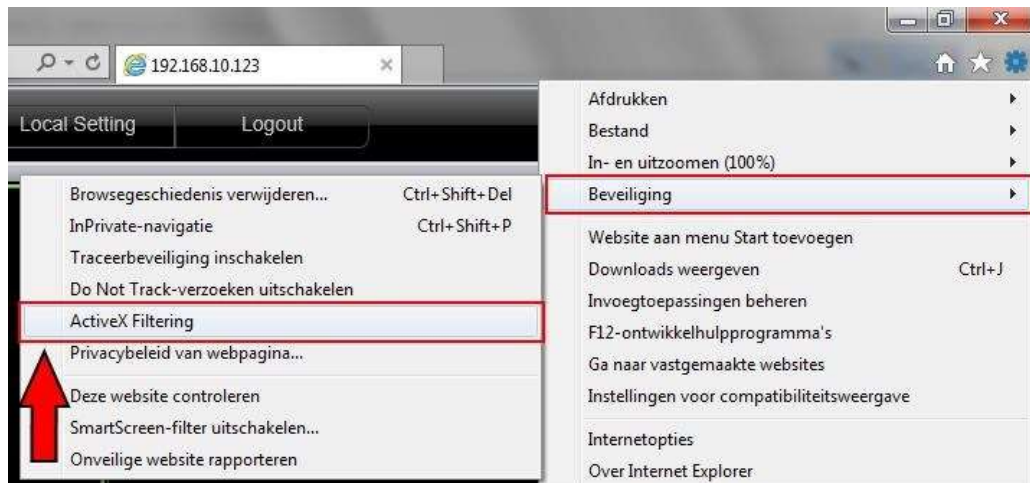 192.168.10.123
Local Setting Logout
Afdrukken
Bestand
In- en uitzoomen (100%)
Beveiliging
Website aan menu Start toevoegen
Downloads weergeven Ctrl+J
Invoegtoepassingen beheren
F12-ontwikkelhulpprogramma's
Ga naar vastgemaakte websites
Instellingen voor compatibiliteitsweergave
Internetopties
Over Internet Explorer
Browsegeschiedenis verwijderen... Ctrl+Shift+Del
InPrivate-navigatie Ctrl+Shift+P
Traceerbeveiliging inschakelen
Do Not Track-verzoeken uitschakelen
ActiveX Filtering
Privacybeleid van webpagina...
Deze website controleren
SmartScreen-filter uitschakelen...
Onveilige website rapporteren